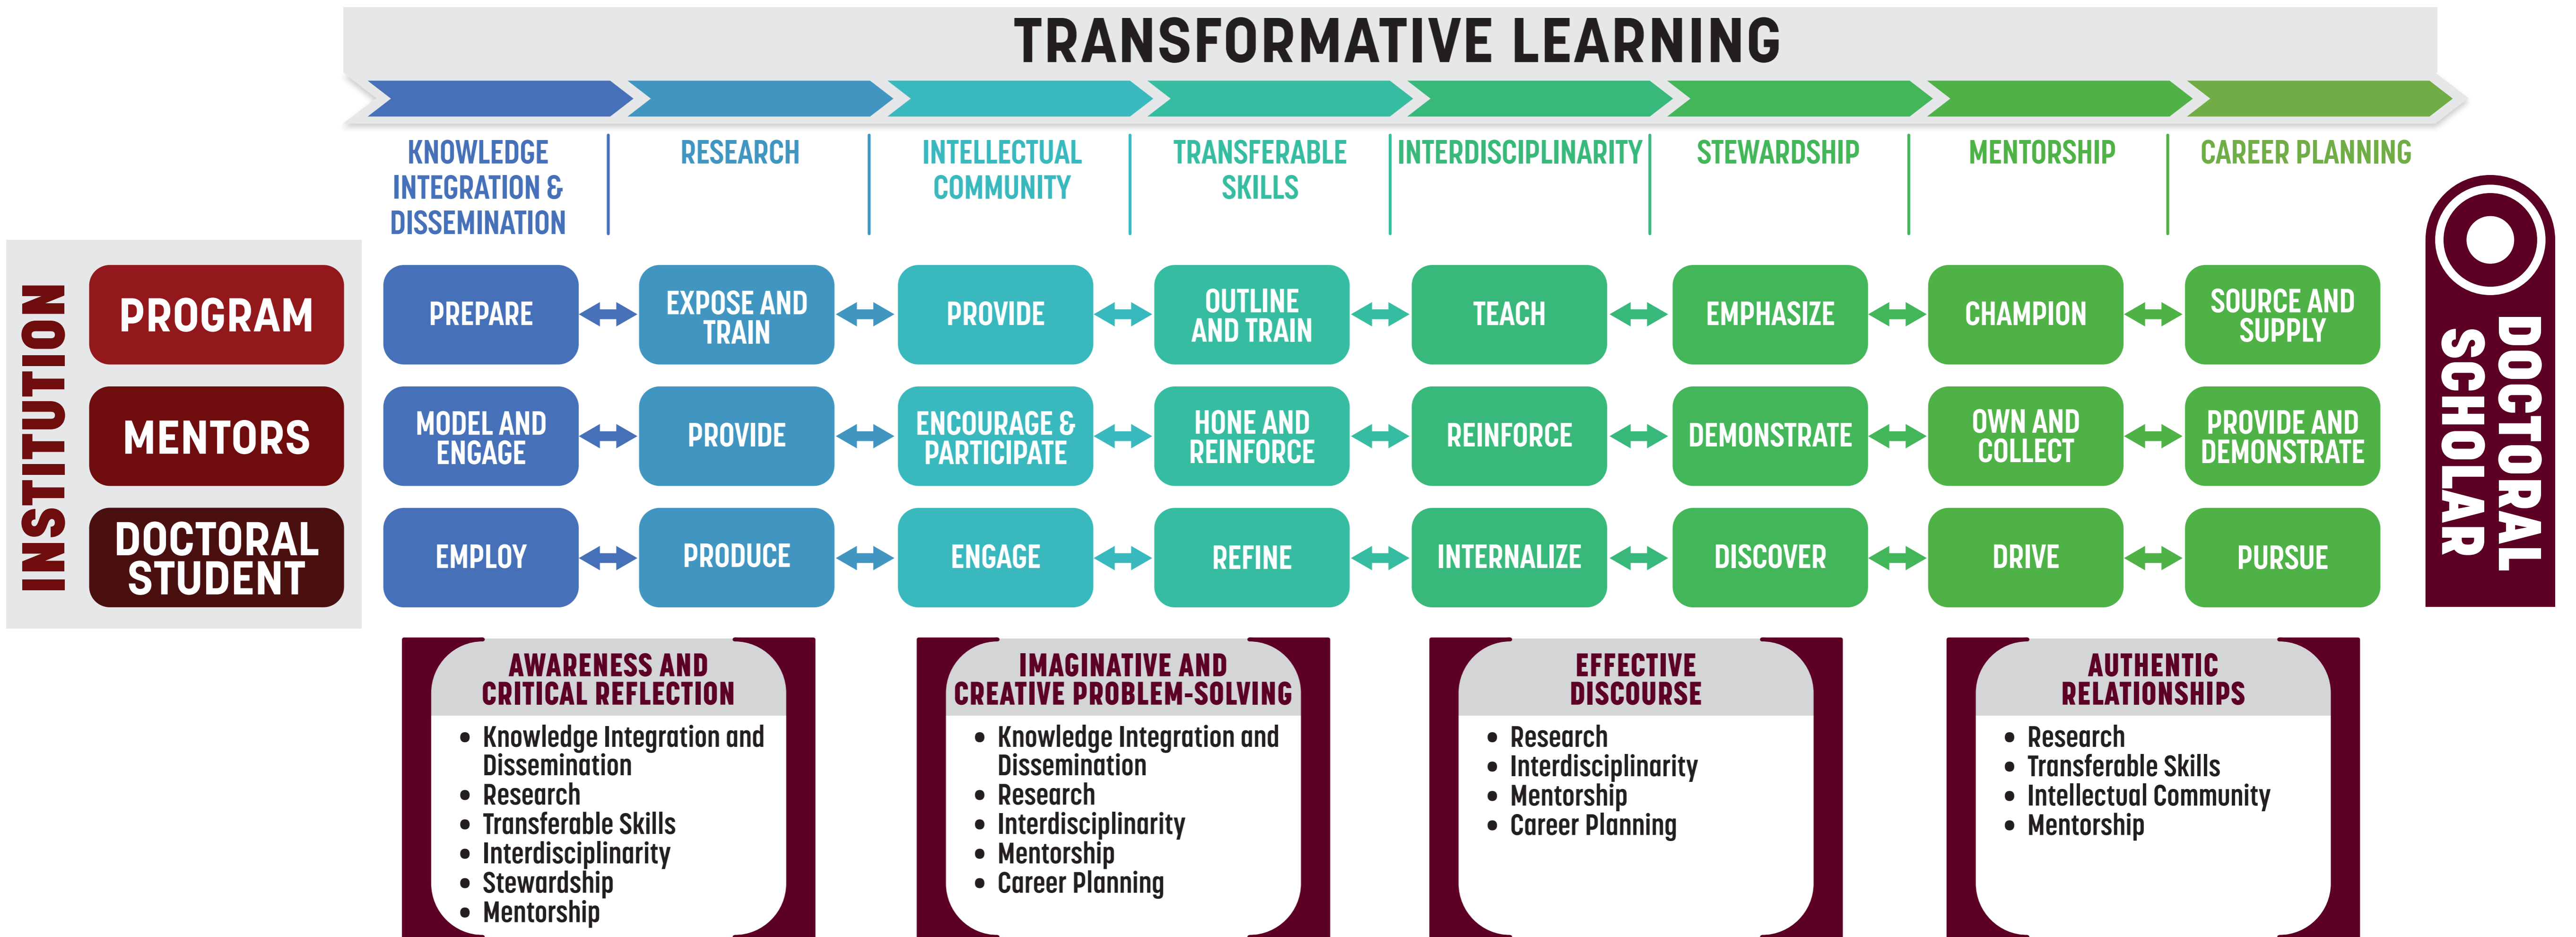 TRANSFORMATIVE LEARNING
KNOWLEDGE
INTEGRATION &
DISSEMINATION
RESEARCH
INTELLECTUAL
COMMUNITY
TRANSFERABLE
SKILLS
INTERDISCIPLINARITY
STEWARDSHIP
MENTORSHIP
CAREER PLANNING
INSTITUTION
PROGRAM
PREPARE
EXPOSE AND
TRAIN
PROVIDE
OUTLINE
AND TRAIN
TEACH
EMPHASIZE
CHAMPION
SOURCE AND
SUPPLY
MENTORS
MODEL AND
ENGAGE
PROVIDE
ENCOURAGE &
PARTICIPATE
HONE AND
REINFORCE
REINFORCE
DEMONSTRATE
OWN AND
COLLECT
PROVIDE AND
DEMONSTRATE
DOCTORAL
STUDENT
EMPLOY
PRODUCE
ENGAGE
REFINE
INTERNALIZE
DISCOVER
DRIVE
PURSUE
DOCTORAL
SCHOLAR
AWARENESS AND
CRITICAL REFLECTION
• Knowledge Integration and
Dissemination
• Research
• Transferable Skills
• Interdisciplinarity
• Stewardship
• Mentorship
IMAGINATIVE AND
CREATIVE PROBLEM-SOLVING
• Knowledge Integration and
Dissemination
• Research
• Interdisciplinarity
• Mentorship
• Career Planning
EFFECTIVE
DISCOURSE
• Research
• Interdisciplinarity
• Mentorship
• Career Planning
AUTHENTIC
RELATIONSHIPS
• Research
• Transferable Skills
• Intellectual Community
• Mentorship